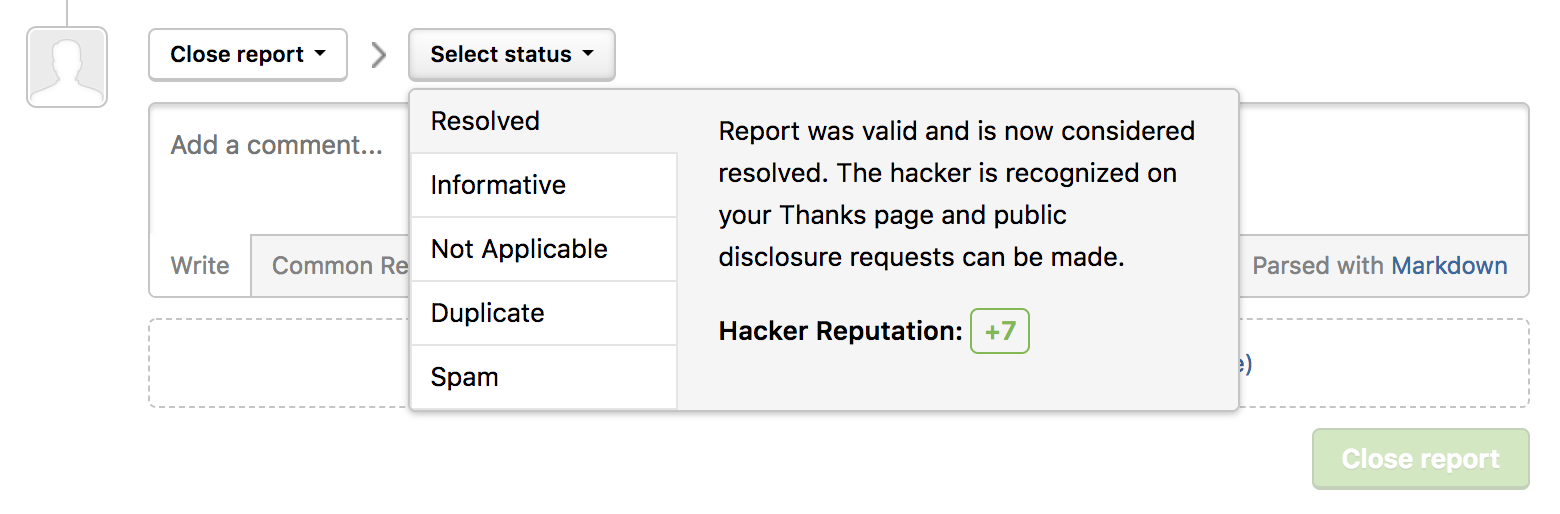 Close report
Select status
Resolved
Informative
Not Applicable
Duplicate
Spam
Report was valid and is now considered
resolved. The hacker is recognized on
your Thanks page and public
disclosure requests can be made.
Hacker Reputation: +7
Add a comment...
Write
Common Re
Parsed with Markdown
e)
Close report